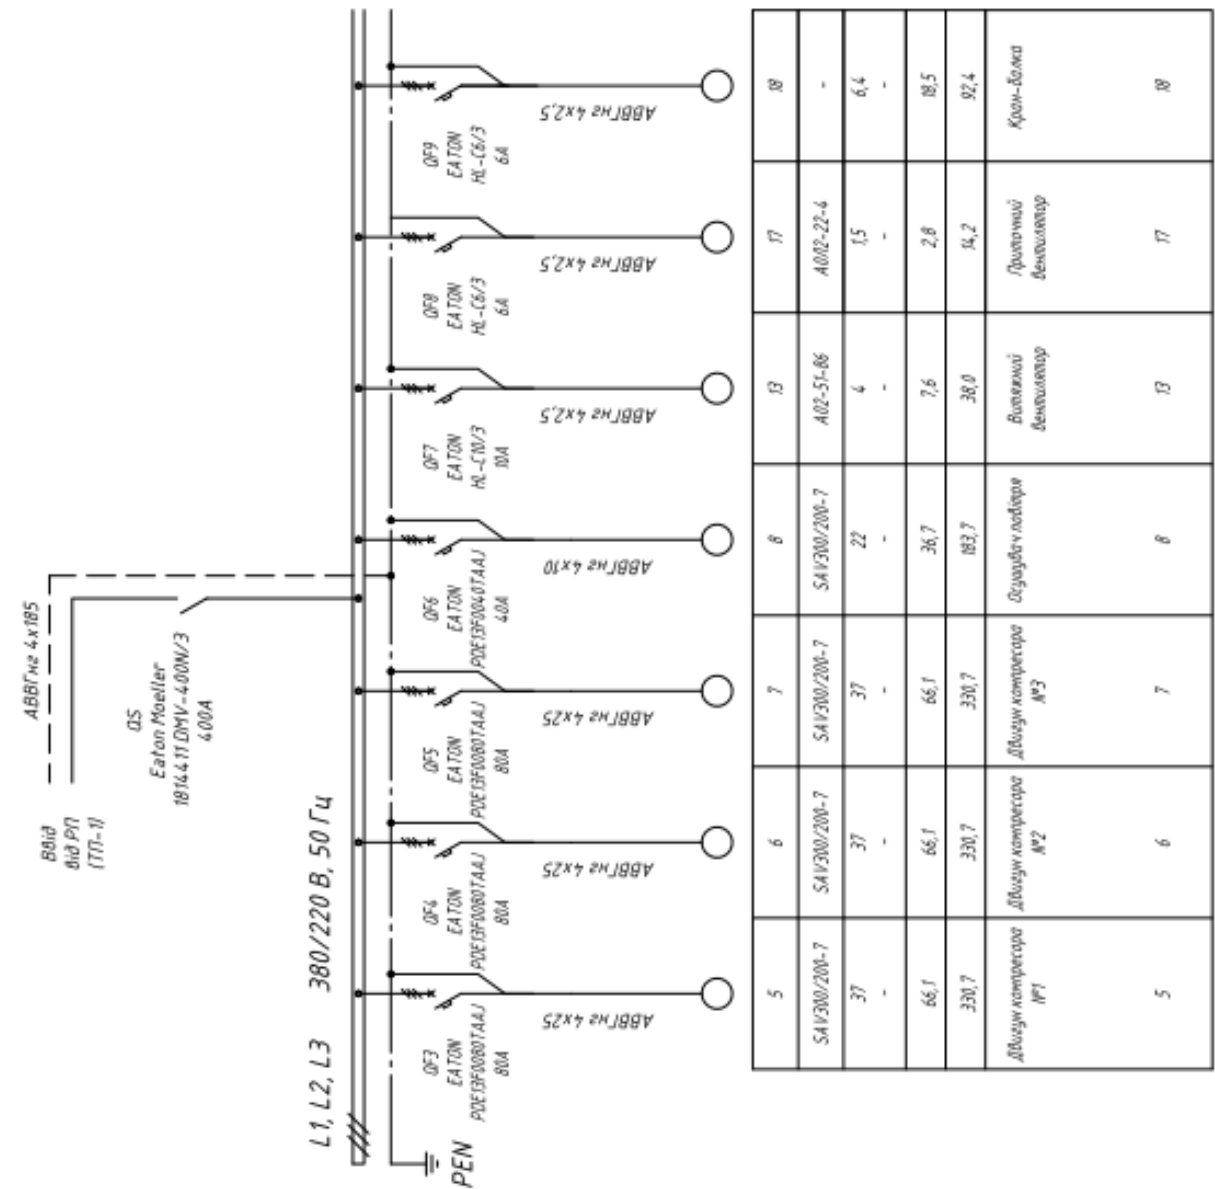 Ввід
від РП
(ТП-1)
АВВГнг 4х185
QS
Eaton Moeller
1814411 DMV-400N/3
400А
L1, L2, L3 380/220 В, 50 Гц
PEN
QF3
EATON
PDE13F0080TAAJ
80А
АВВГнг 4х25
QF4
EATON
PDE13F0080TAAJ
80А
АВВГнг 4х25
QF5
EATON
PDE13F0080TAAJ
80А
АВВГнг 4х25
QF6
EATON
PDE13F0040TAAJ
40А
АВВГнг 4х10
QF7
EATON
HL-C10/3
10А
АВВГнг 4х2,5
QF8
EATON
HL-C6/3
6А
АВВГнг 4х2,5
QF9
EATON
HL-C6/3
6А
АВВГнг 4х2,5
5 6 7 8 13 17 18
SAV300/200-7 SAV300/200-7 SAV300/200-7 SAV300/200-7 А02-51-В6 АОЛ2-22-4 -
37 37 37 22 4 1,5 6,4
- - - - - - -
66,1 66,1 66,1 36,7 7,6 2,8 18,5
330,7 330,7 330,7 183,7 38,0 14,2 92,4
Двигун компресора
№1
Двигун компресора
№2
Двигун компресора
№3
Осушувач повітря
Витяжний
вентилятор
Приточний
вентилятор
Кран-балка
5 6 7 8 13 17 18